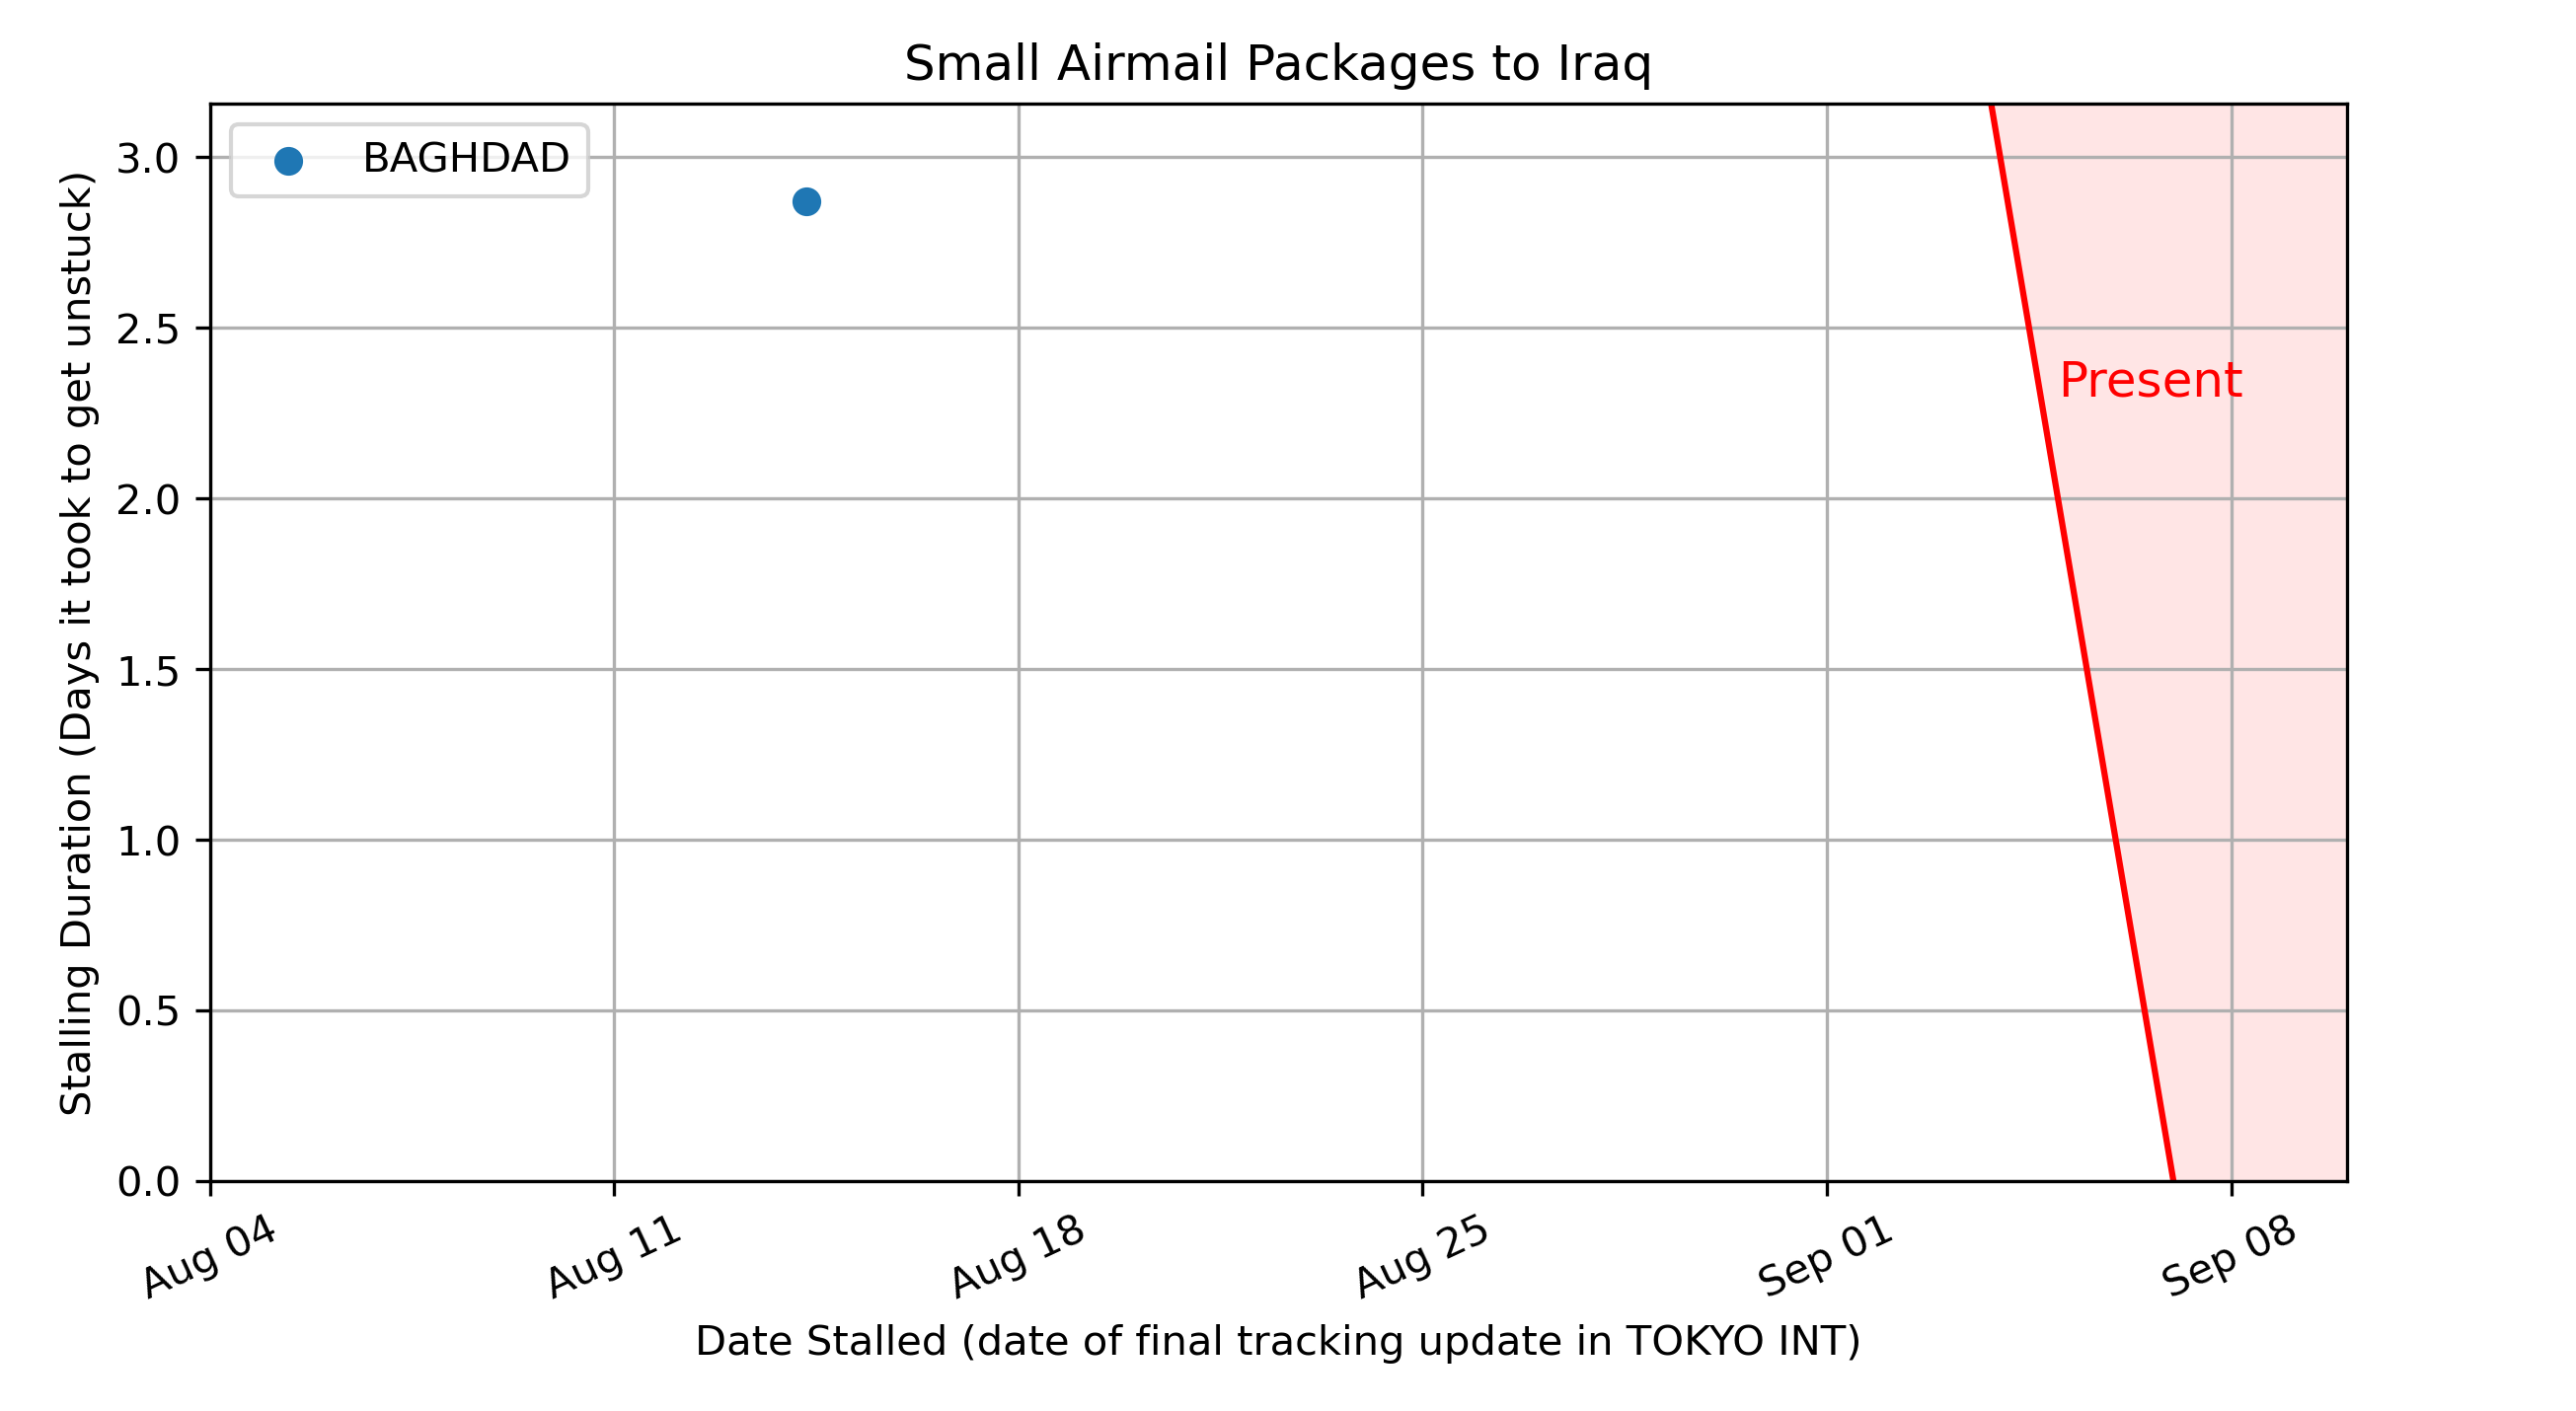 Small Airmail Packages to Iraq
BAGHDAD
Present
Stalling Duration (Days it took to get unstuck)
3.0
2.5
2.0
1.5
1.0
0.5
0.0
Aug 04
Aug 11
Aug 18
Aug 25
Sep 01
Sep 08
Date Stalled (date of final tracking update in TOKYO INT)